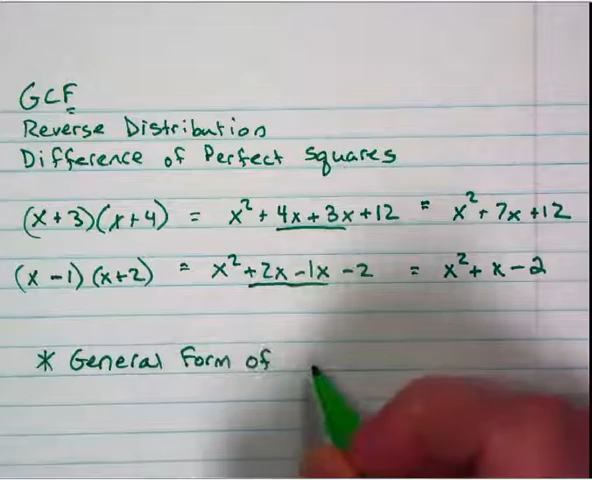 GCF
Reverse Distribution
Difference of Perfect Squares
(x+3)(x+4) = x² + 4x + 3x + 12 = x² + 7x + 12
(x-1)(x+2) = x² + 2x - 1x - 2 = x² + x - 2
* General Form of